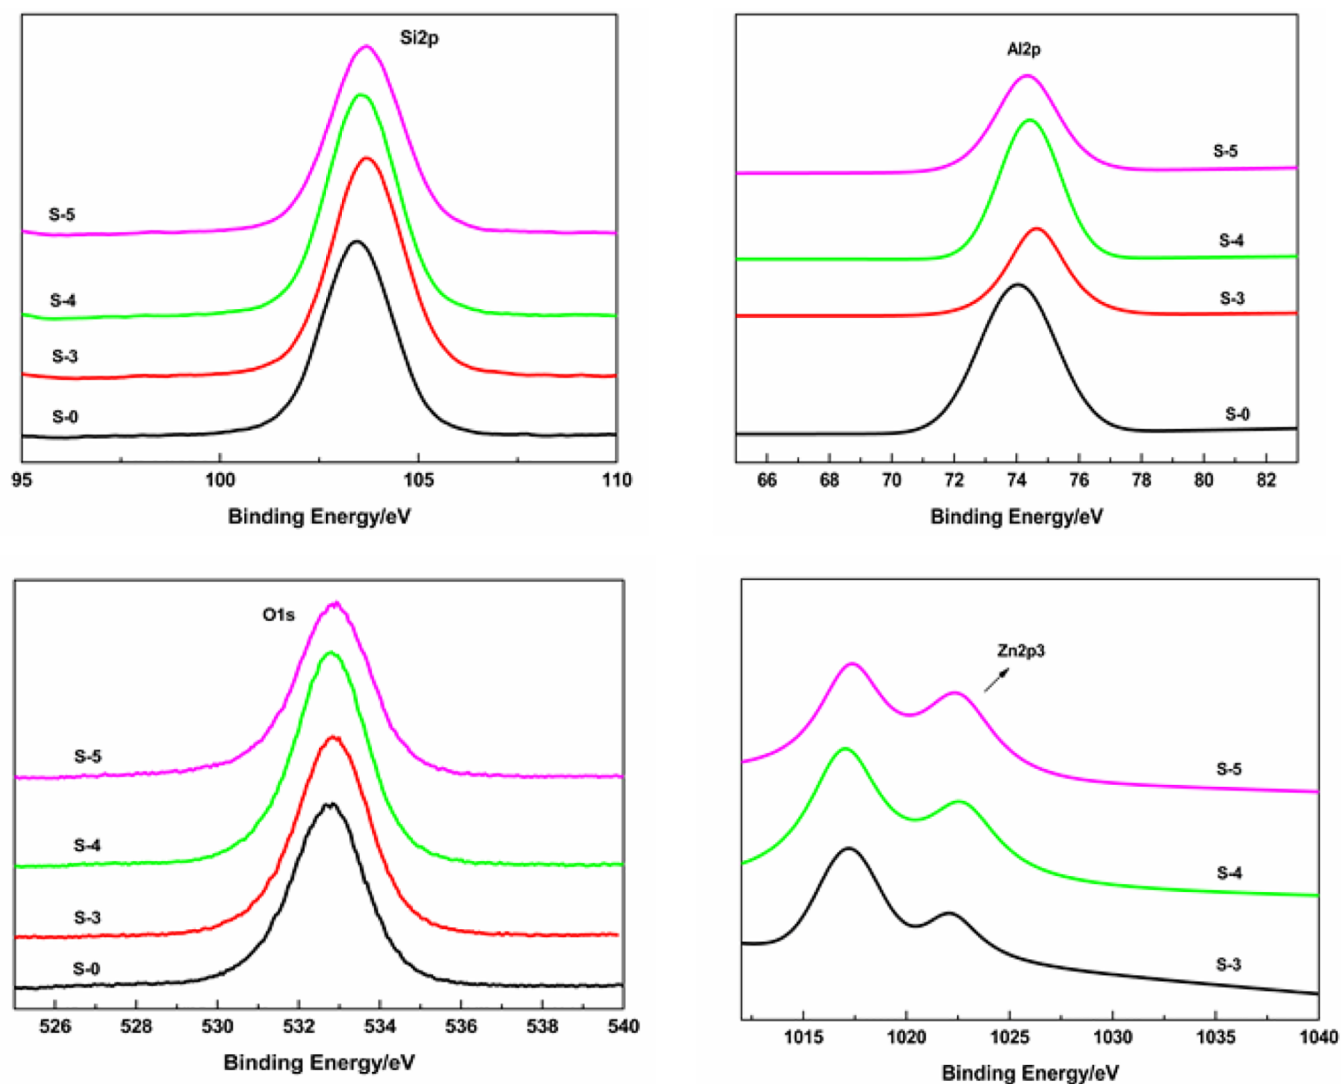 Si2p
S-5
S-4
S-3
S-0
95 100 105 110
Binding Energy/eV
Al2p
S-5
S-4
S-3
S-0
66 68 70 72 74 76 78 80 82
Binding Energy/eV
O1s
S-5
S-4
S-3
S-0
526 528 530 532 534 536 538 540
Binding Energy/eV
Zn2p3
S-5
S-4
S-3
1015 1020 1025 1030 1035 1040
Binding Energy/eV